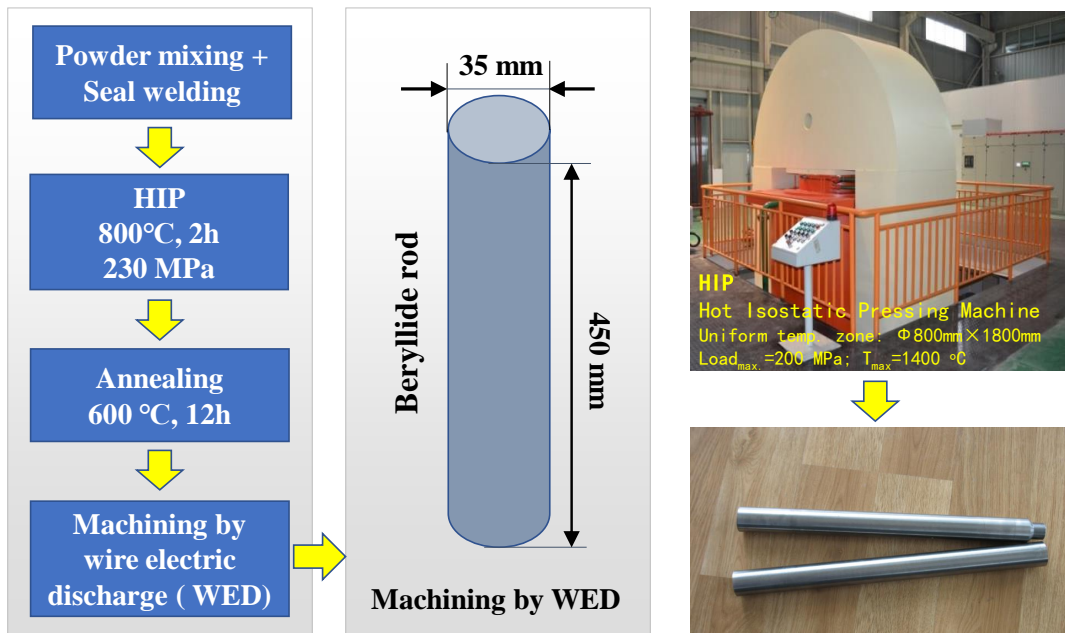 Powder mixing +
Seal welding
HIP
800℃, 2h
230 MPa
Annealing
600 ℃, 12h
Machining by
wire electric
discharge ( WED)
35 mm
Beryllide rod
450 mm
Machining by WED
HIP
Hot Isostatic Pressing Machine
Uniform temp. zone: Φ800mm×1800mm
Loadmax.=200 MPa; Tmax=1400 ℃